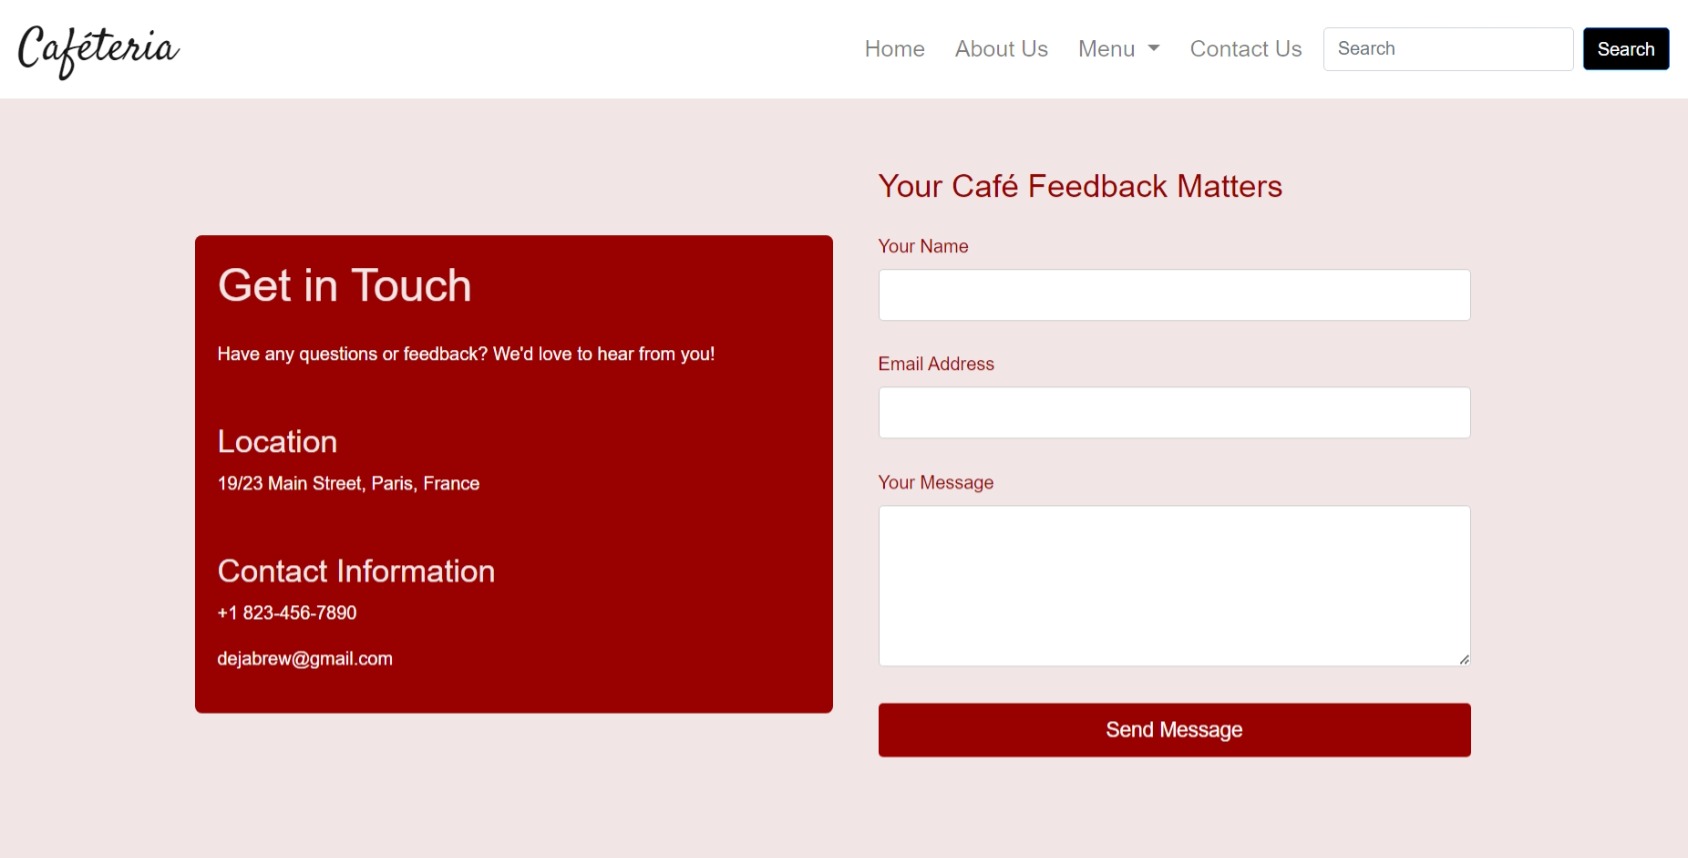 Caféteria
Home About Us Menu Contact Us Search Search
Get in Touch
Have any questions or feedback? We'd love to hear from you!
Location
19/23 Main Street, Paris, France
Contact Information
+1 823-456-7890
dejabrew@gmail.com
Your Café Feedback Matters
Your Name
Email Address
Your Message
Send Message